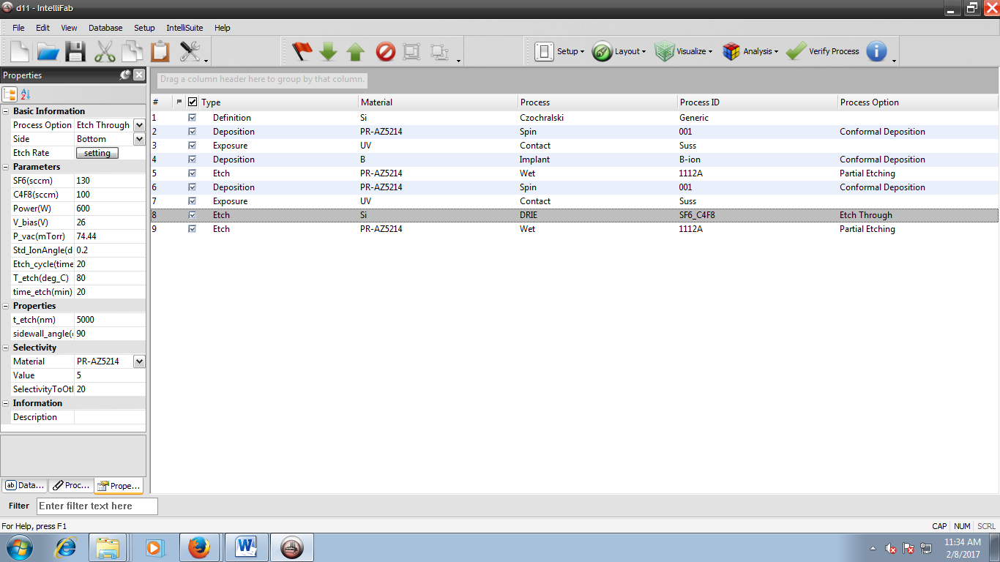 d11 - IntelliFab
File Edit View Database Setup IntelliSuite Help
Setup Layout Visualize Analysis Verify Process
Properties
Basic Information
Process Option Etch Through
Side Bottom
Etch Rate setting
Parameters
SF6(sccm) 130
C4F8(sccm) 100
Power(W) 600
V_bias(V) 26
P_vac(mTorr) 74.44
Std_IonAngle(d 0.2
Etch_cycle(time 20
T_etch(deg_C) 80
time_etch(min) 20
Properties
t_etch(nm) 5000
sidewall_angle( 90
Selectivity
Material PR-AZ5214
Value 5
SelectivityToOtl 20
Information
Description
Data... Proc... Prope...
Drag a column header here to group by that column.
# Type Material Process Process ID Process Option
1 Definition Si Czochralski Generic
2 Deposition PR-AZ5214 Spin 001 Conformal Deposition
3 Exposure UV Contact Suss
4 Deposition B Implant B-ion Conformal Deposition
5 Etch PR-AZ5214 Wet 1112A Partial Etching
6 Deposition PR-AZ5214 Spin 001 Conformal Deposition
7 Exposure UV Contact Suss
8 Etch Si DRIE SF6_C4F8 Etch Through
9 Etch PR-AZ5214 Wet 1112A Partial Etching
Filter Enter filter text here
For Help, press F1
CAP NUM SCRL
11:34 AM
2/8/2017